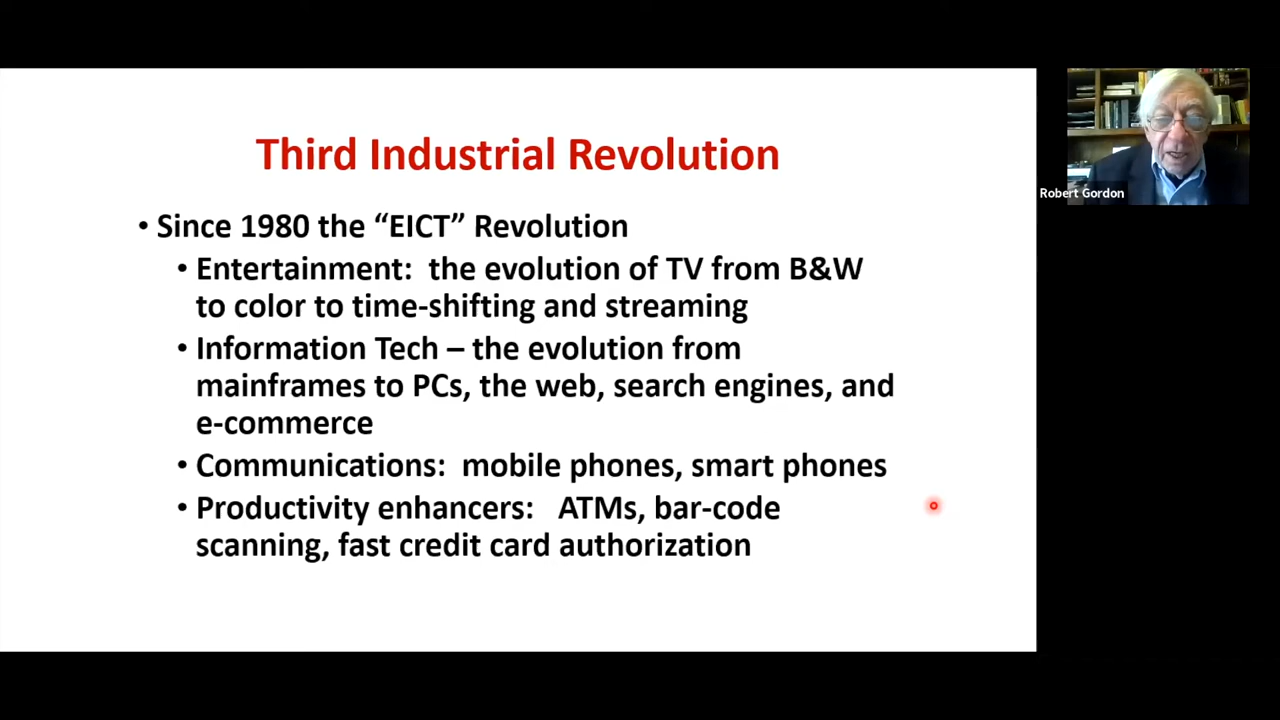 Third Industrial Revolution
• Since 1980 the “EICT” Revolution
• Entertainment:  the evolution of TV from B&W
to color to time-shifting and streaming
• Information Tech – the evolution from
mainframes to PCs, the web, search engines, and
e-commerce
• Communications:  mobile phones, smart phones
• Productivity enhancers:   ATMs, bar-code
scanning, fast credit card authorization
Robert Gordon